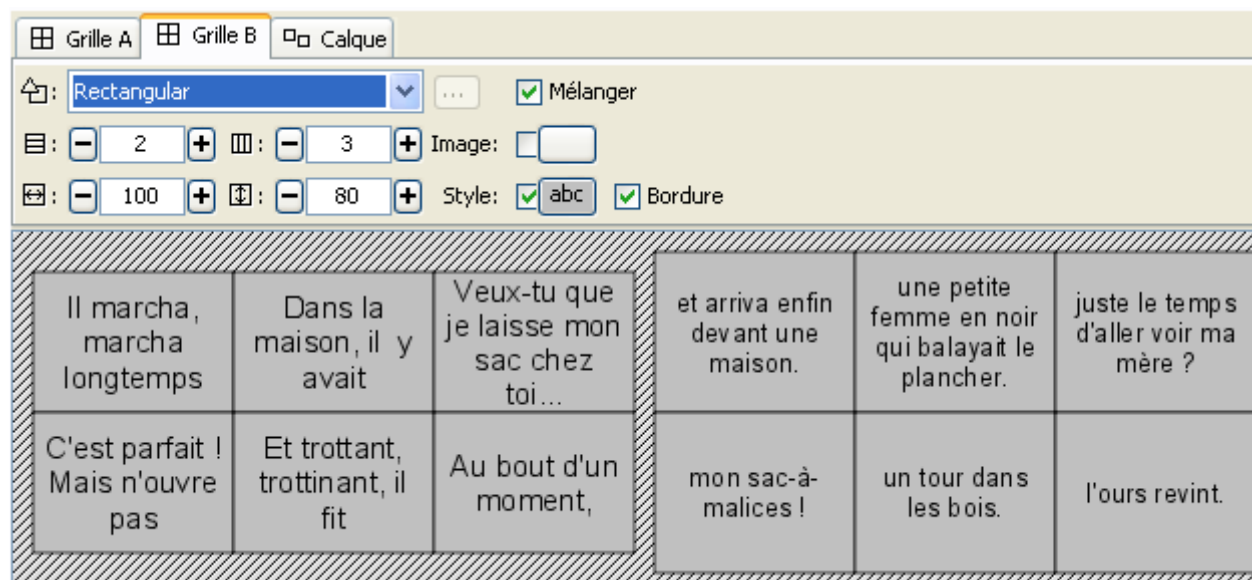 Grille A Grille B Calque
Rectangular ... Mélanger
2 3 Image:
100 80 Style: abc Bordure
Il marcha,
marcha
longtemps
Dans la
maison, il y
avait
Veux-tu que
je laisse mon
sac chez
toi...
et arriva enfin
devant une
maison.
une petite
femme en noir
qui balayait le
plancher.
juste le temps
d'aller voir ma
mère ?
C'est parfait !
Mais n'ouvre
pas
Et trottant,
trottinant, il
fit
Au bout d'un
moment,
mon sac-à-
malices !
un tour dans
les bois.
l'ours revint.